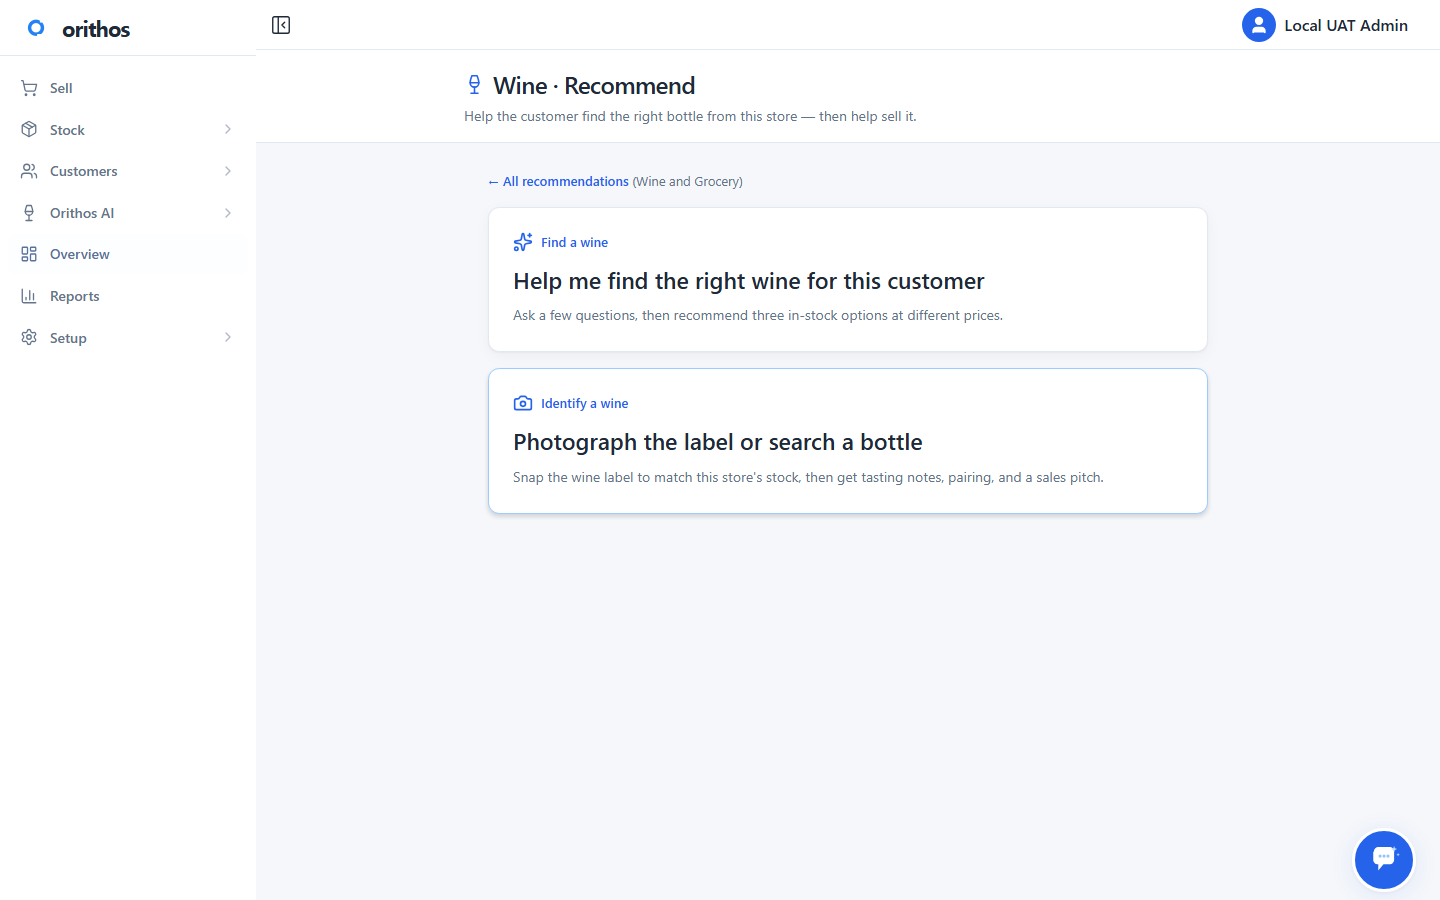 orithos
Local UAT Admin
Sell
Stock
Customers
Orithos AI
Overview
Reports
Setup
Wine · Recommend
Help the customer find the right bottle from this store — then help sell it.
← All recommendations (Wine and Grocery)
Find a wine
Help me find the right wine for this customer
Ask a few questions, then recommend three in-stock options at different prices.
Identify a wine
Photograph the label or search a bottle
Snap the wine label to match this store's stock, then get tasting notes, pairing, and a sales pitch.